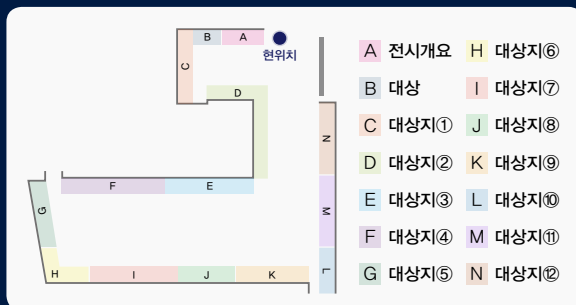 B A
현위치
C
D
N
F E
G
M
H I J K
L
A 전시개요
B 대상
C 대상지①
D 대상지②
E 대상지③
F 대상지④
G 대상지⑤
H 대상지⑥
I 대상지⑦
J 대상지⑧
K 대상지⑨
L 대상지⑩
M 대상지⑪
N 대상지⑫